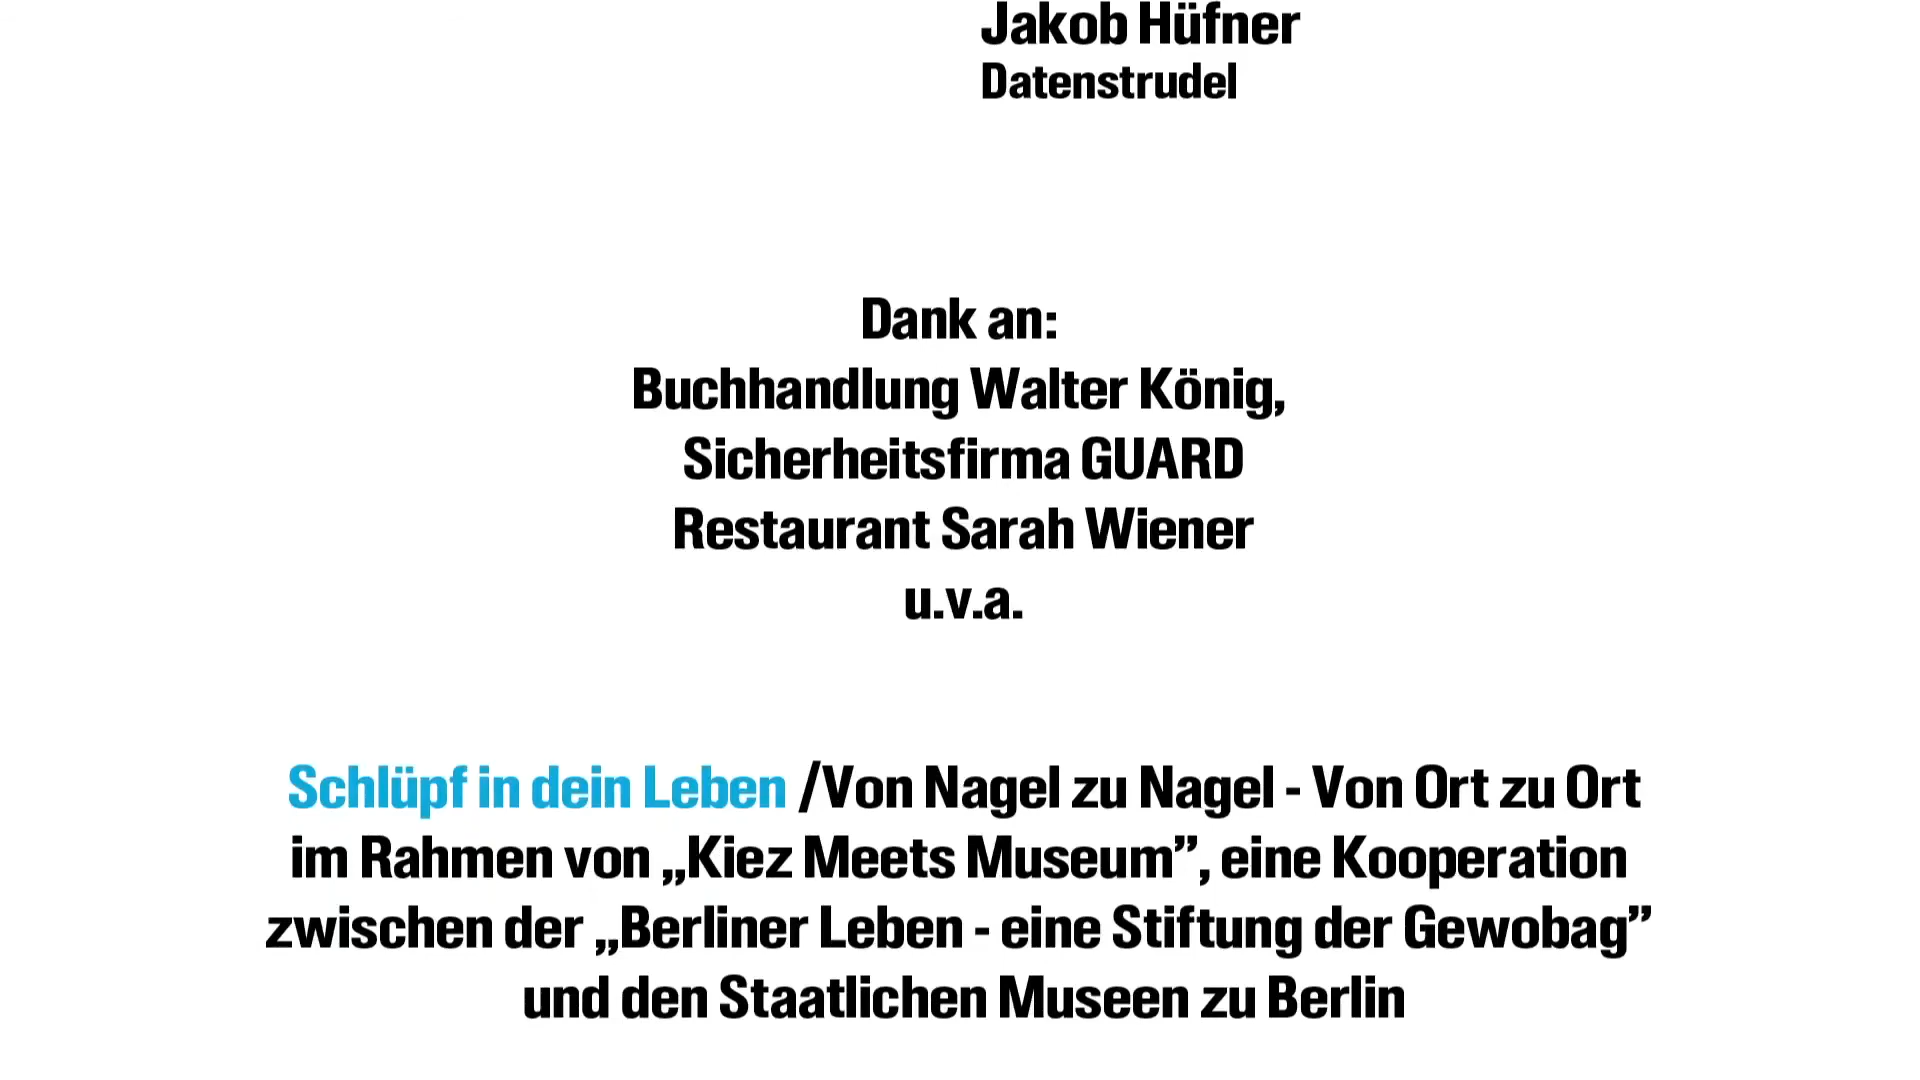 Jakob Hüfner
Datenstrudel
Dank an:
Buchhandlung Walter König,
Sicherheitsfirma GUARD
Restaurant Sarah Wiener
u.v.a.
Schlüpf in dein Leben /Von Nagel zu Nagel - Von Ort zu Ort
im Rahmen von „Kiez Meets Museum”, eine Kooperation
zwischen der „Berliner Leben - eine Stiftung der Gewobag”
und den Staatlichen Museen zu Berlin